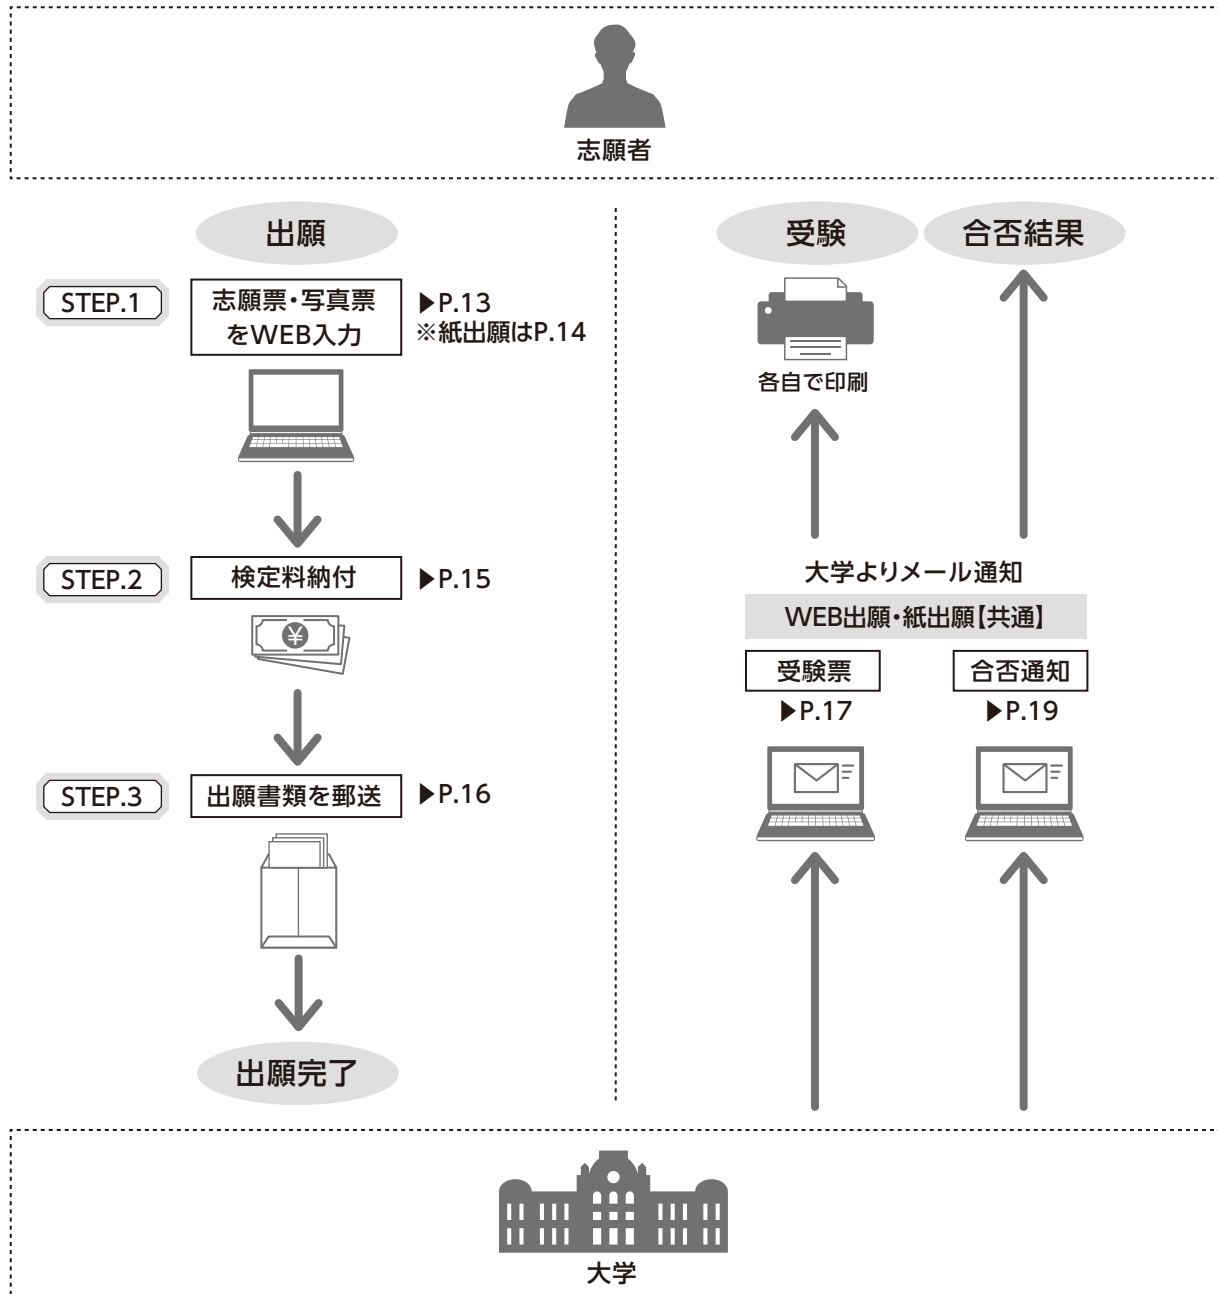 志願者
出願
STEP.1
志願票・写真票
をWEB入力
▶P.13
※紙出願はP.14
STEP.2
検定料納付
▶P.15
¥
STEP.3
出願書類を郵送
▶P.16
出願完了
受験
合否結果
各自で印刷
大学よりメール通知
WEB出願・紙出願【共通】
受験票
▶P.17
合否通知
▶P.19
大学